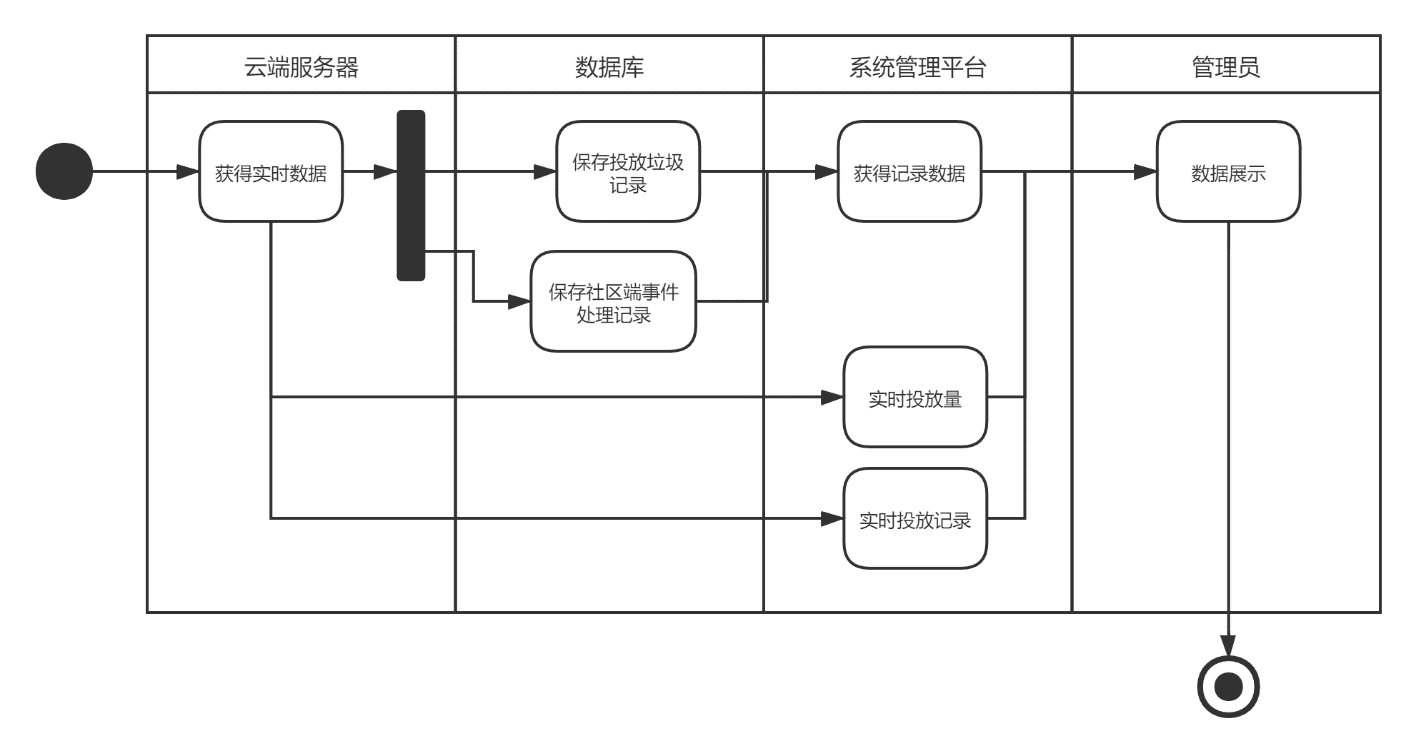 云端服务器
数据库
系统管理平台
管理员
获得实时数据
保存投放垃圾
记录
获得记录数据
数据展示
保存社区端事件
处理记录
实时投放量
实时投放记录